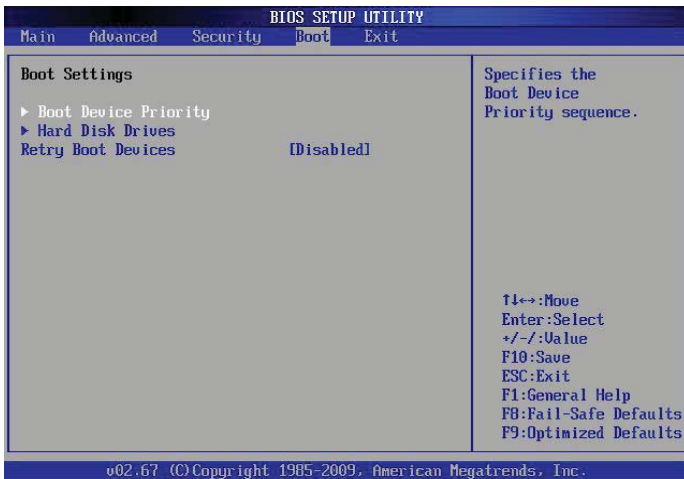 BIOS SETUP UTILITY
Main Advanced Security Boot Exit
Boot Settings
▶ Boot Device Priority
▶ Hard Disk Drives
Retry Boot Devices [Disabled]
Specifies the
Boot Device
Priority sequence.
↑↓←→:Move
Enter:Select
+/-/:Value
F10:Save
ESC:Exit
F1:General Help
F8:Fail-Safe Defaults
F9:Optimized Defaults
v02.67 (C)Copyright 1985-2009, American Megatrends, Inc.